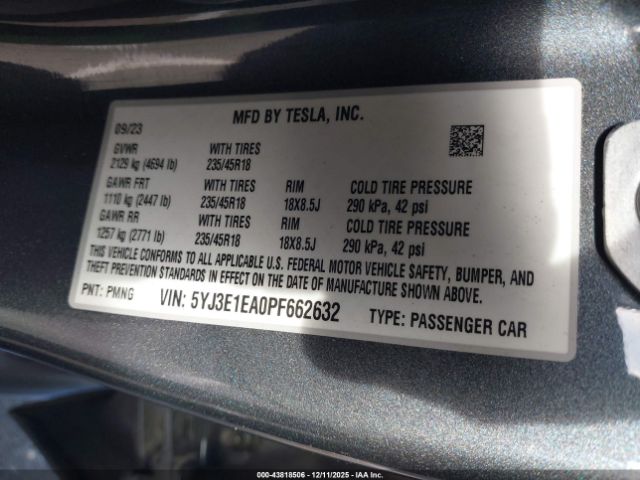 MFD BY TESLA, INC.
09/23
GVWR WITH TIRES
2129 kg (4694 lb) 235/45R18
GAWR FRT WITH TIRES RIM COLD TIRE PRESSURE
1110 kg (2447 lb) 235/45R18 18X8.5J 290 kPa, 42 psi
GAWR RR WITH TIRES RIM COLD TIRE PRESSURE
1257 kg (2771 lb) 235/45R18 18X8.5J 290 kPa, 42 psi
THIS VEHICLE CONFORMS TO ALL APPLICABLE U.S. FEDERAL MOTOR VEHICLE SAFETY, BUMPER, AND
THEFT PREVENTION STANDARDS IN EFFECT ON THE DATE OF MANUFACTURE SHOWN ABOVE.
PNT: PMNG VIN: 5YJ3E1EA0PF662632 TYPE: PASSENGER CAR
000-43818506 - 12/11/2025 - IAAI.COM